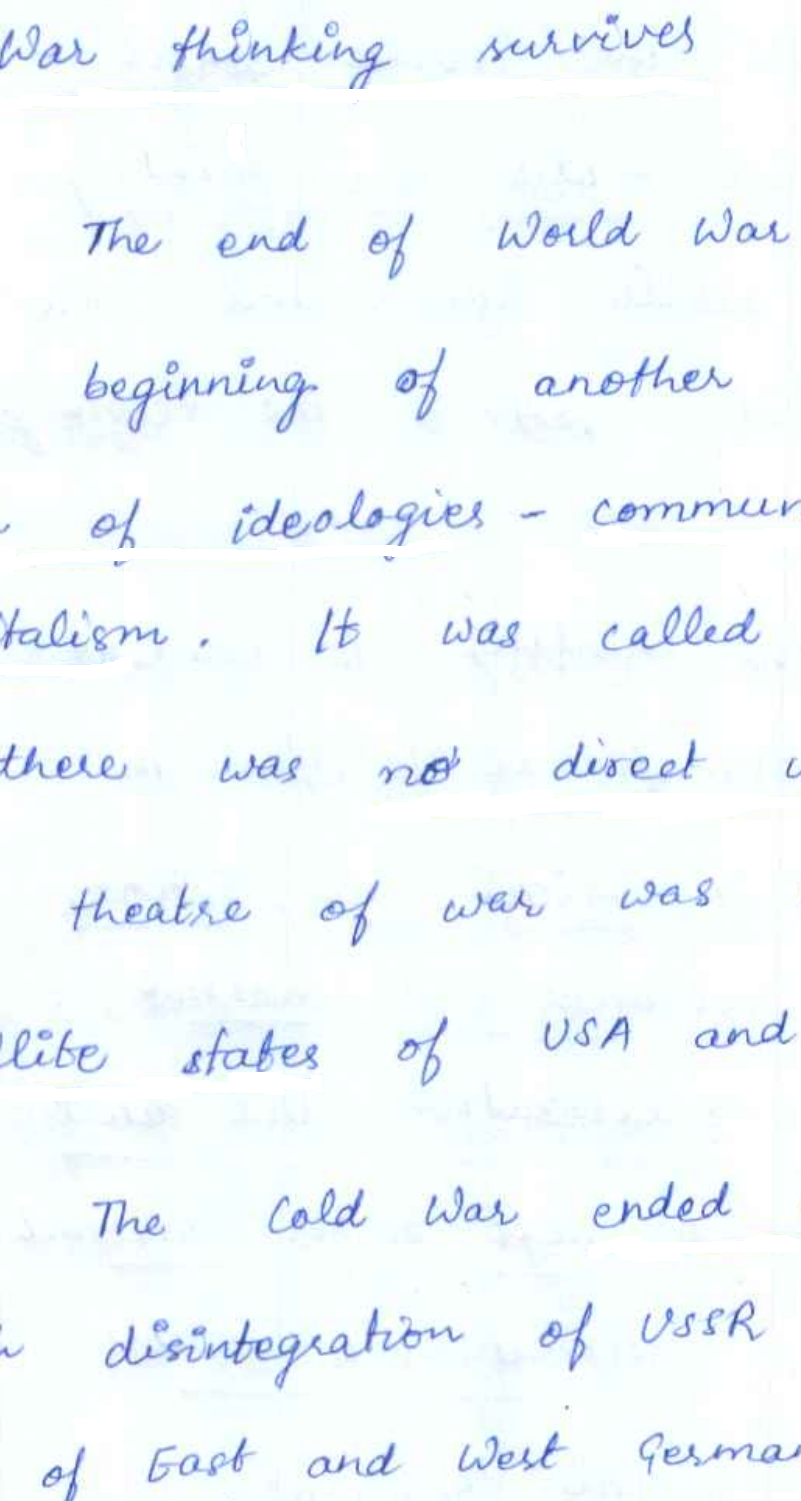 War thinking survives
The end of World War
beginning of another
of ideologies - commun
talism. It was called
there was no direct
theatre of war was
llite states of USA and
The Cold War ended
disintegration of USSR
of East and West German